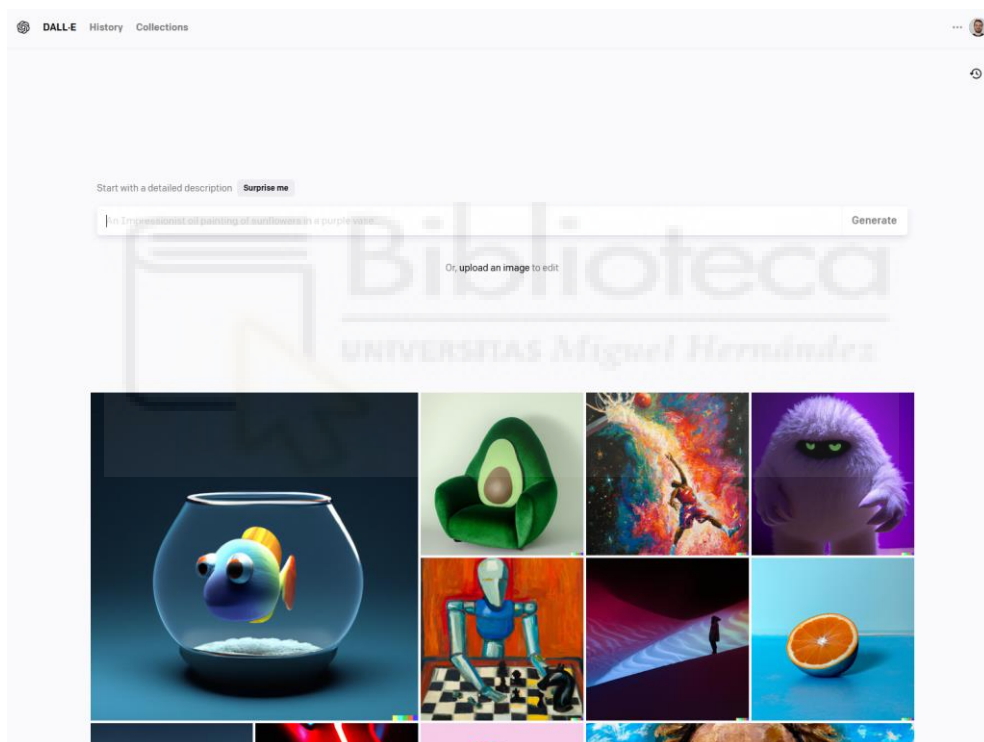 DALL·E History Collections
Start with a detailed description Surprise me
An Impressionist oil painting of sunflowers in a purple vase...
Generate
Or, upload an image to edit
Biblioteca
UNIVERSITAS Miguel Hernández